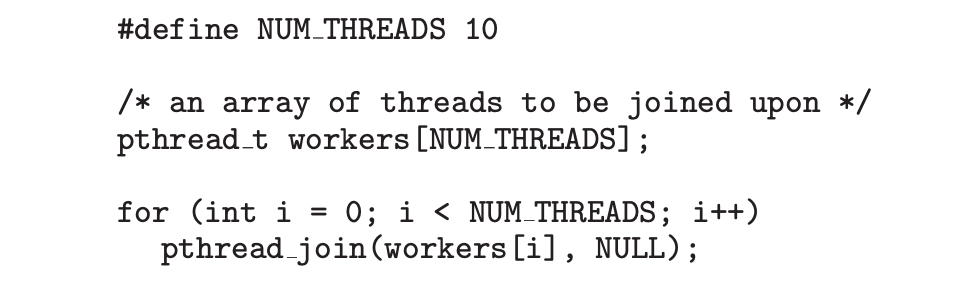 #define NUM_THREADS 10
/* an array of threads to be joined upon */
pthread_t workers[NUM_THREADS];
for (int i = 0; i < NUM_THREADS; i++)
pthread_join(workers[i], NULL);